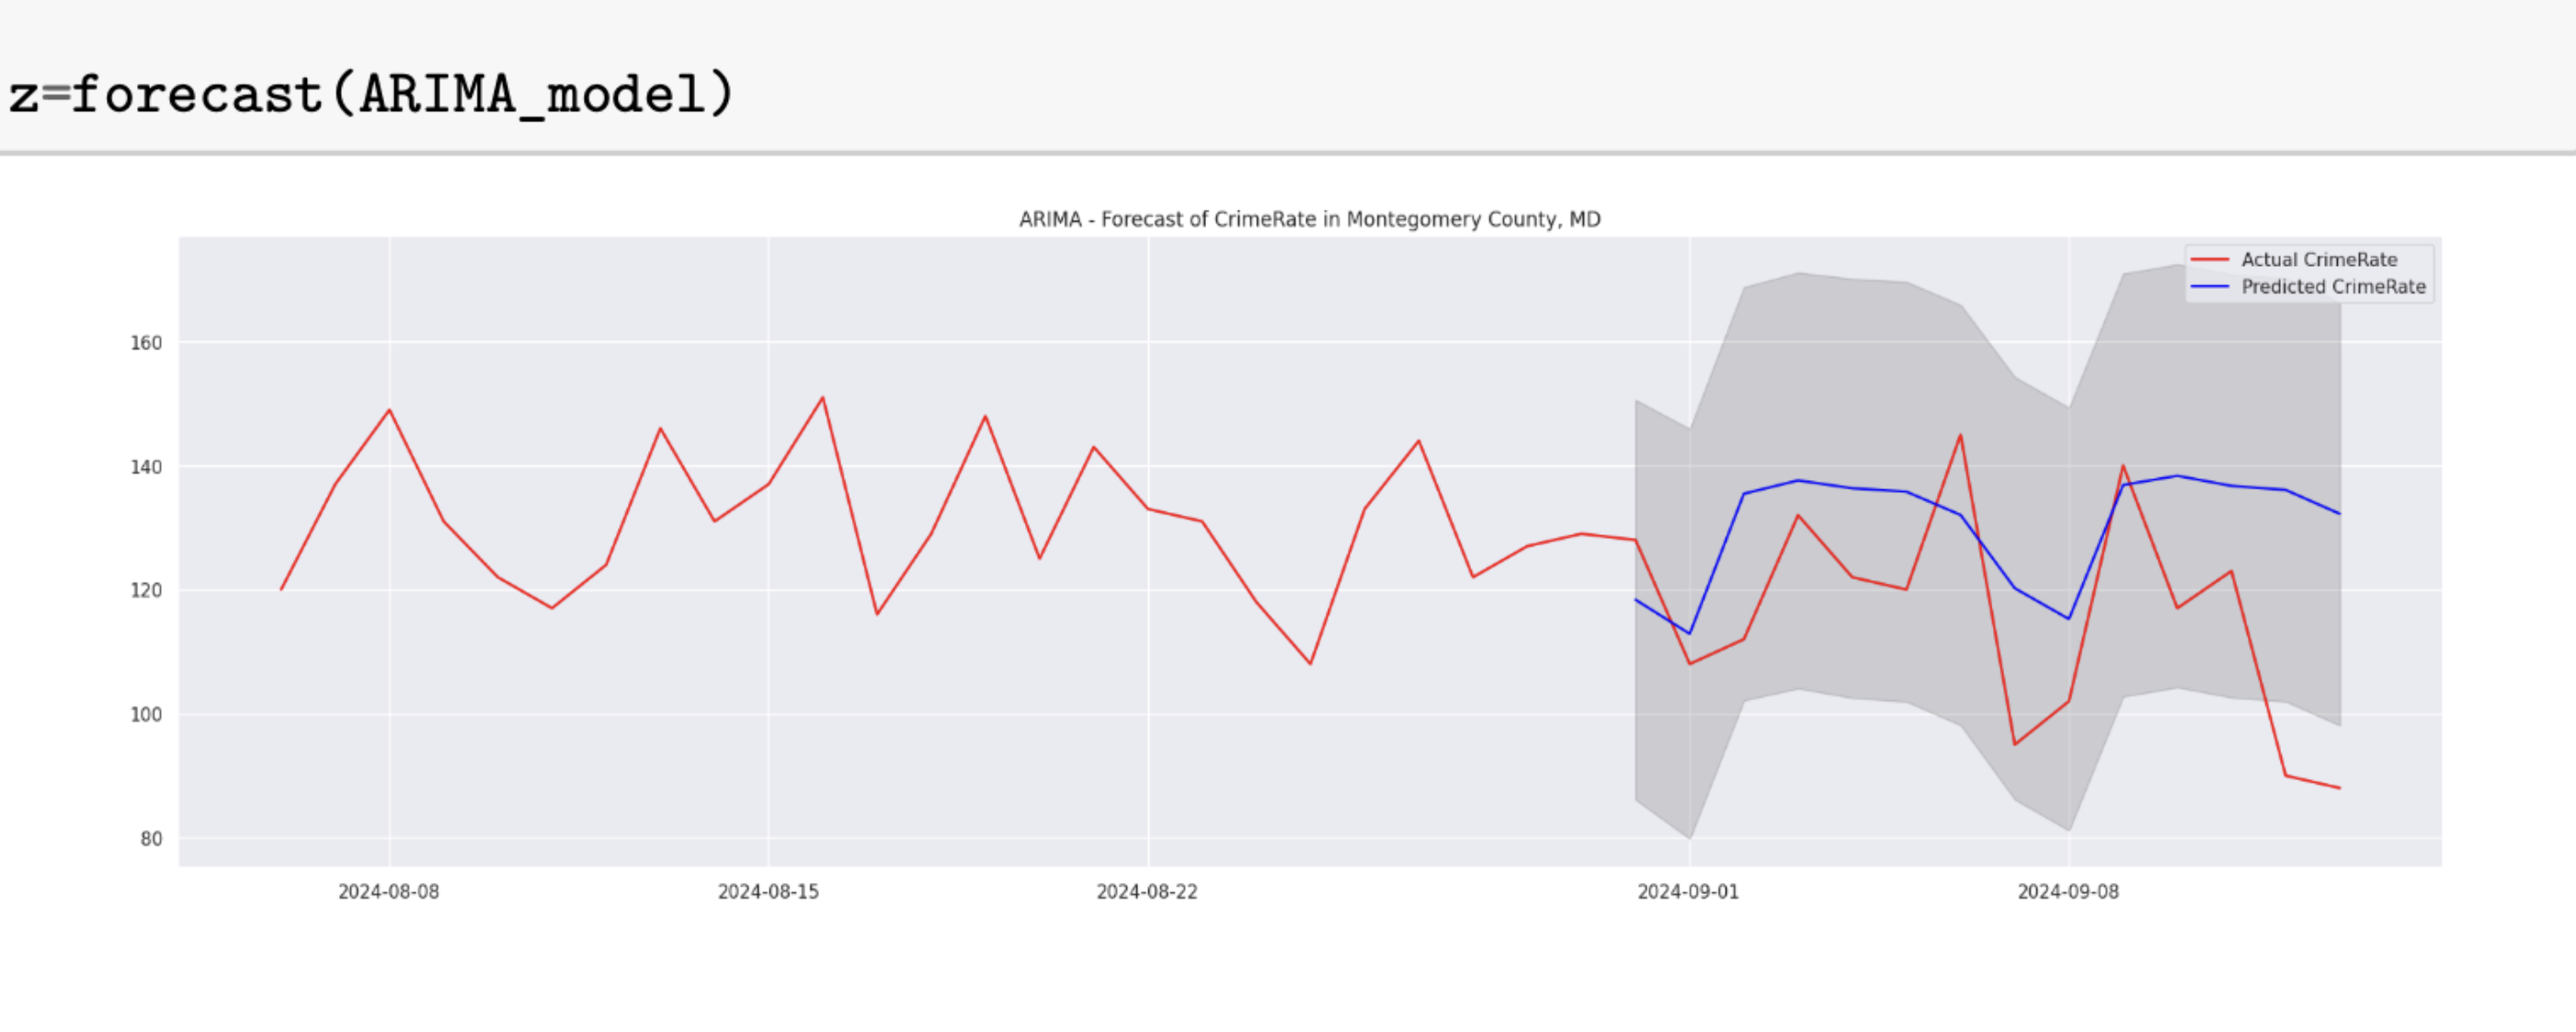 z=forecast(ARIMA_model)
ARIMA - Forecast of CrimeRate in Montegomery County, MD
Actual CrimeRate
Predicted CrimeRate
160
140
120
100
80
2024-08-08
2024-08-15
2024-08-22
2024-09-01
2024-09-08